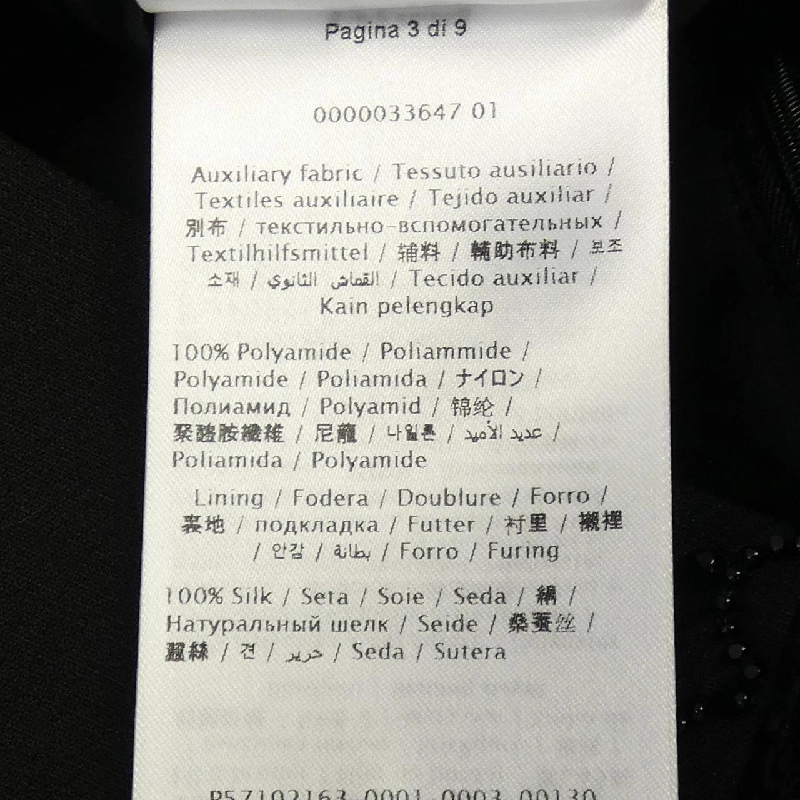 Pagina 3 di 9
0000033647 01
Auxiliary fabric / Tessuto ausiliario /
Textiles auxiliaire / Tejido auxiliar /
別布 / текстильно-вспомогательных /
Textilhilfsmittel / 辅料 / 輔助布料 / 보조
소재 / القماش الثانوي / Tecido auxiliar /
Kain pelengkap
100% Polyamide / Poliammide /
Polyamide / Poliamida / ナイロン /
Полиамид / Polyamid / 锦纶 /
聚醯胺纖維 / 尼龍 / 나일론 / عديد الأميد /
Poliamida / Polyamide
Lining / Fodera / Doublure / Forro /
裏地 / подкладка / Futter / 衬里 / 襯裡
/ 안감 / بطانة / Forro / Furing
100% Silk / Seta / Soie / Seda / 絹 /
Натуральный шелк / Seide / 桑蚕丝 /
蠶絲 / 견 / حرير / Seda / Sutera
P57102163 0001 0003 00130